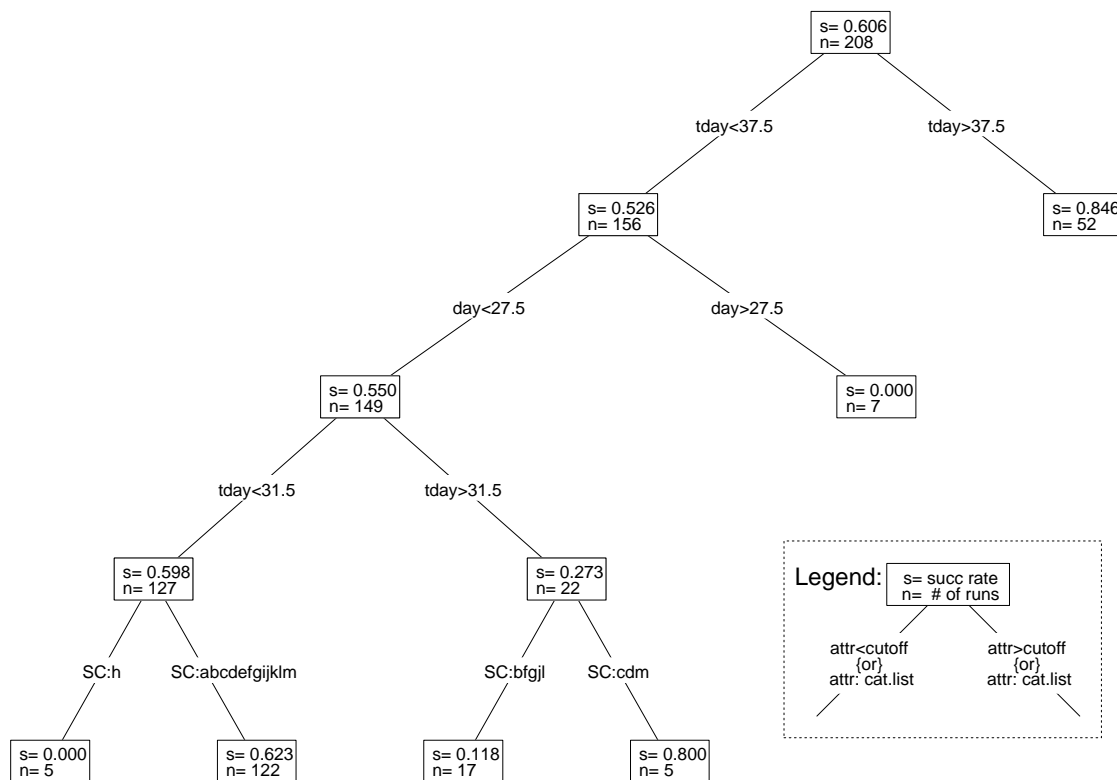 s= 0.606
n= 208
tday<37.5
tday>37.5
s= 0.526
n= 156
s= 0.846
n= 52
day<27.5
day>27.5
s= 0.550
n= 149
s= 0.000
n= 7
tday<31.5
tday>31.5
s= 0.598
n= 127
s= 0.273
n= 22
SC:h
SC:abcdefgijklm
SC:bfgjl
SC:cdm
s= 0.000
n= 5
s= 0.623
n= 122
s= 0.118
n= 17
s= 0.800
n= 5
Legend:
s= succ rate
n= # of runs
attr<cutoff
{or}
attr: cat.list
attr>cutoff
{or}
attr: cat.list